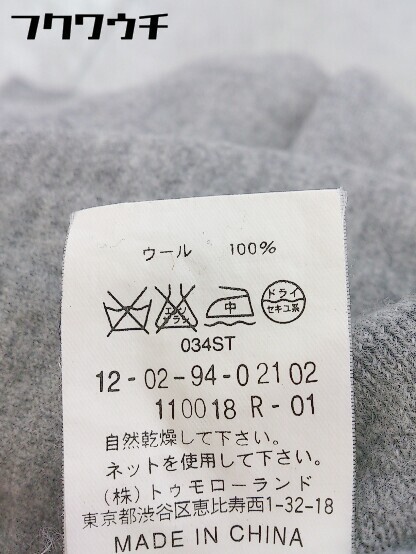 フクワウチ
ウール 100%
エンソ
サラシ
中
ドライ
セキユ系
034ST
12-02-94-02102
110018 R-01
自然乾燥して下さい。
ネットを使用して下さい。
(株)トゥモローランド
東京都渋谷区恵比寿西1-32-18
MADE IN CHINA